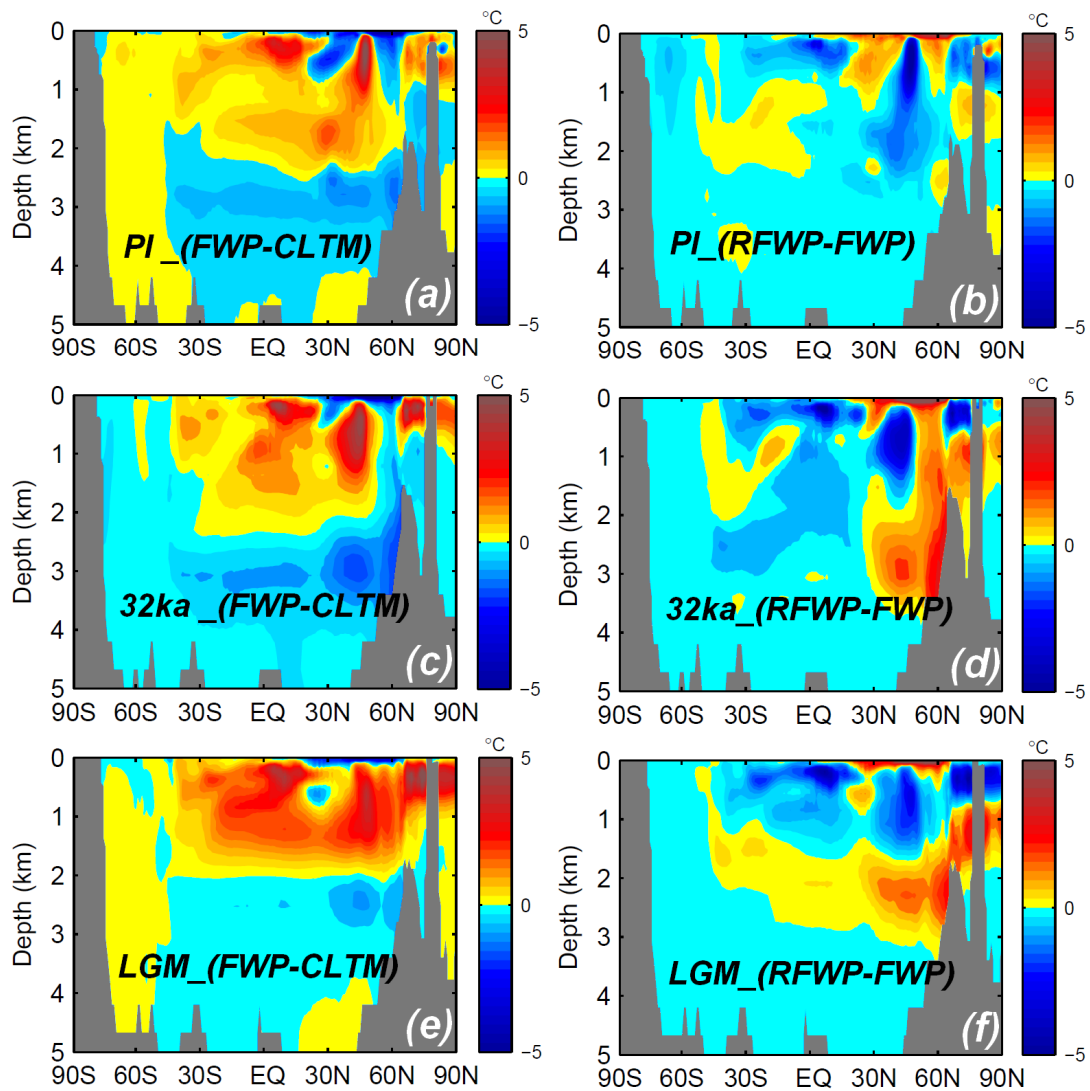 °C
°C
5
0
−5
0
1
2
3
4
5
Depth (km)
PI _(FWP-CLTM)
(a)
90S 60S 30S EQ 30N 60N 90N
5
0
−5
0
1
2
3
4
5
Depth (km)
PI_(RFWP-FWP)
(b)
90S 60S 30S EQ 30N 60N 90N
°C
°C
5
0
−5
0
1
2
3
4
5
Depth (km)
32ka _(FWP-CLTM)
(c)
90S 60S 30S EQ 30N 60N 90N
5
0
−5
0
1
2
3
4
5
Depth (km)
32ka_(RFWP-FWP)
(d)
90S 60S 30S EQ 30N 60N 90N
°C
°C
5
0
−5
0
1
2
3
4
5
Depth (km)
LGM_(FWP-CLTM)
(e)
90S 60S 30S EQ 30N 60N 90N
5
0
−5
0
1
2
3
4
5
Depth (km)
LGM_(RFWP-FWP)
(f)
90S 60S 30S EQ 30N 60N 90N